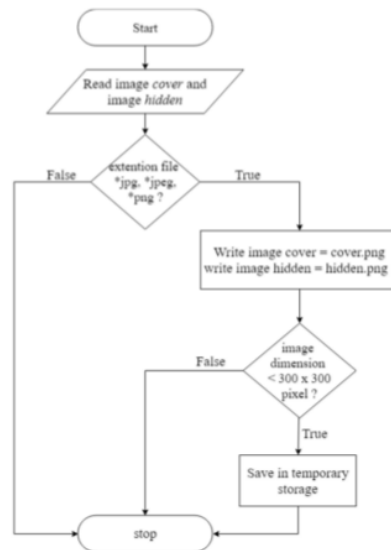 Start
Read image cover and
image hidden
extention file
*jpg, *jpeg,
*png ?
False
True
Write image cover = cover.png
write image hidden = hidden.png
image
dimension
< 300 x 300
pixel ?
False
True
Save in temporary
storage
stop